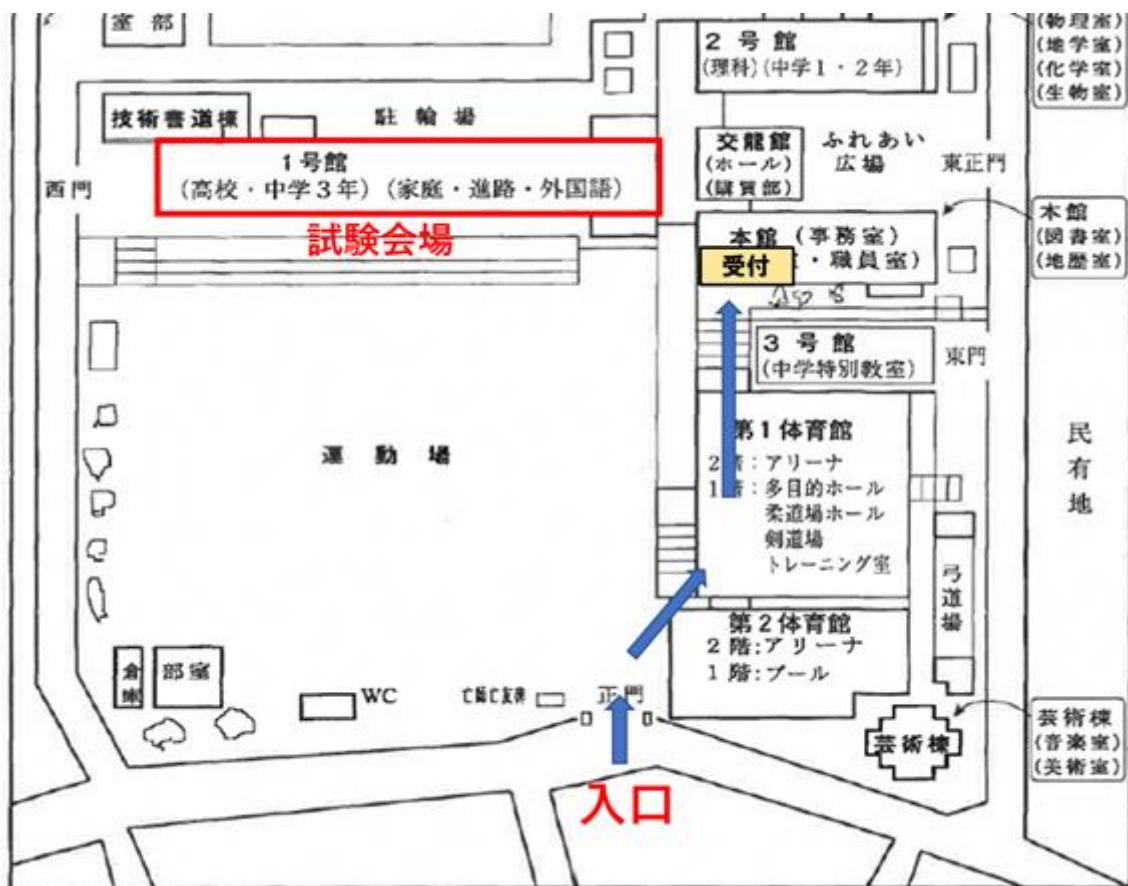 室 部
2 号 館
(理科)(中学1・2年)
(物理室)
(地学室)
(化学室)
(生物室)
技術書道棟
駐 輪 場
1号館
(高校・中学3年)(家庭・進路・外国語)
試験会場
西門
交龍館
(ホール)
(購買部)
ふれあい
広場
東正門
本館 (事務室)
・職員室)
受付
本館
(図書室)
(地歴室)
3 号 館
(中学特別教室)
東門
運 動 場
第1体育館
2階:アリーナ
1階:多目的ホール
柔道場ホール
剣道場
トレーニング室
民有地
弓道場
第2体育館
2階:アリーナ
1階:プール
倉庫
部室
WC
正門
芸術棟
芸術棟
(音楽室)
(美術室)
入口